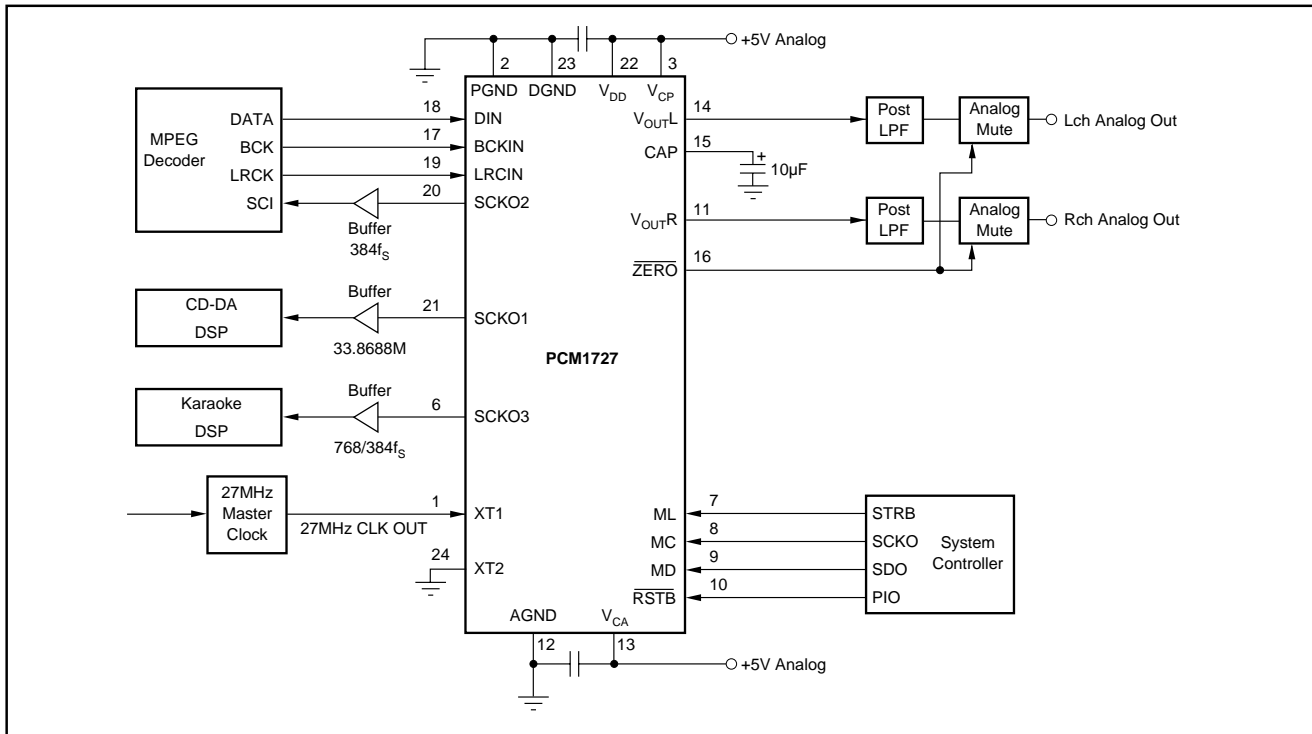 +5V Analog
2 23 22 3
PGND DGND VDD VCP
MPEG
Decoder
DATA 18 DIN
BCK 17 BCKIN
LRCK 19 LRCIN
SCI 20 SCKO2
Buffer
384fS
CD-DA
DSP
Buffer
33.8688M
21 SCKO1
Karaoke
DSP
Buffer
768/384fS
6 SCKO3
27MHz
Master
Clock
27MHz CLK OUT
1 XT1
24 XT2
PCM1727
VOUTL 14
CAP 15
+
10µF
VOUTR 11
ZERO 16
Post
LPF
Analog
Mute
Lch Analog Out
Post
LPF
Analog
Mute
Rch Analog Out
ML 7 STRB
MC 8 SCKO
MD 9 SDO
RSTB 10 PIO
System
Controller
AGND VCA
12 13
+5V Analog